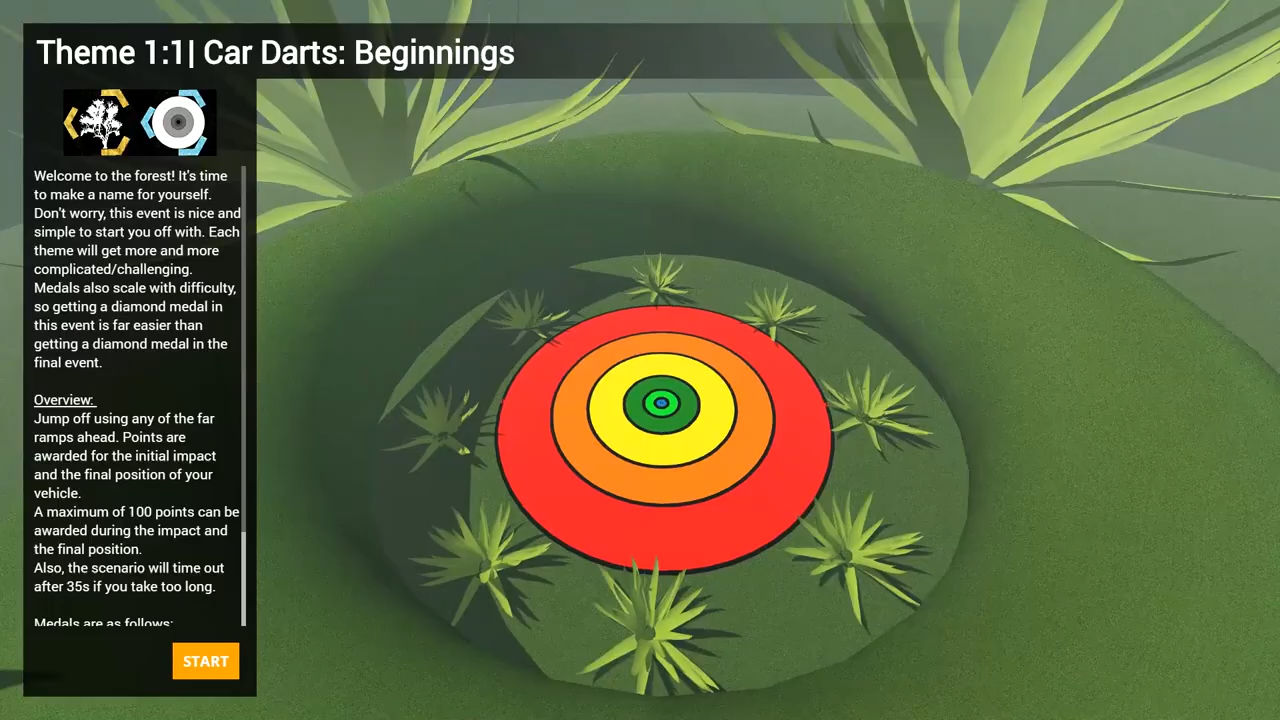 Theme 1:1| Car Darts: Beginnings
Welcome to the forest! It's time
to make a name for yourself.
Don't worry, this event is nice and
simple to start you off with. Each
theme will get more and more
complicated/challenging.
Medals also scale with difficulty,
so getting a diamond medal in
this event is far easier than
getting a diamond medal in the
final event.
Overview:
Jump off using any of the far
ramps ahead. Points are
awarded for the initial impact
and the final position of your
vehicle.
A maximum of 100 points can be
awarded during the impact and
the final position.
Also, the scenario will time out
after 35s if you take too long.
Medals are as follows:
START